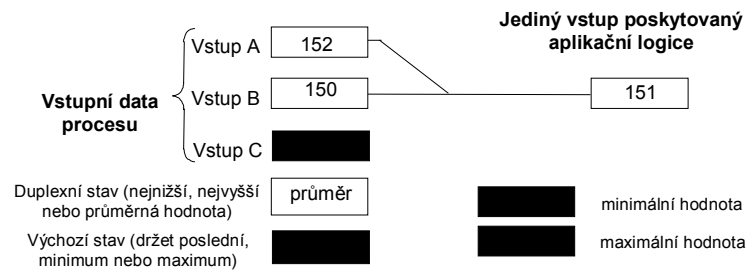 Jediný vstup poskytovaný
aplikační logice
Vstup A
152
Vstup B
150
151
Vstupní data
procesu
Vstup C
Duplexní stav (nejnižší, nejvyšší
nebo průměrná hodnota)
průměr
minimální hodnota
Výchozí stav (držet poslední,
minimum nebo maximum)
maximální hodnota